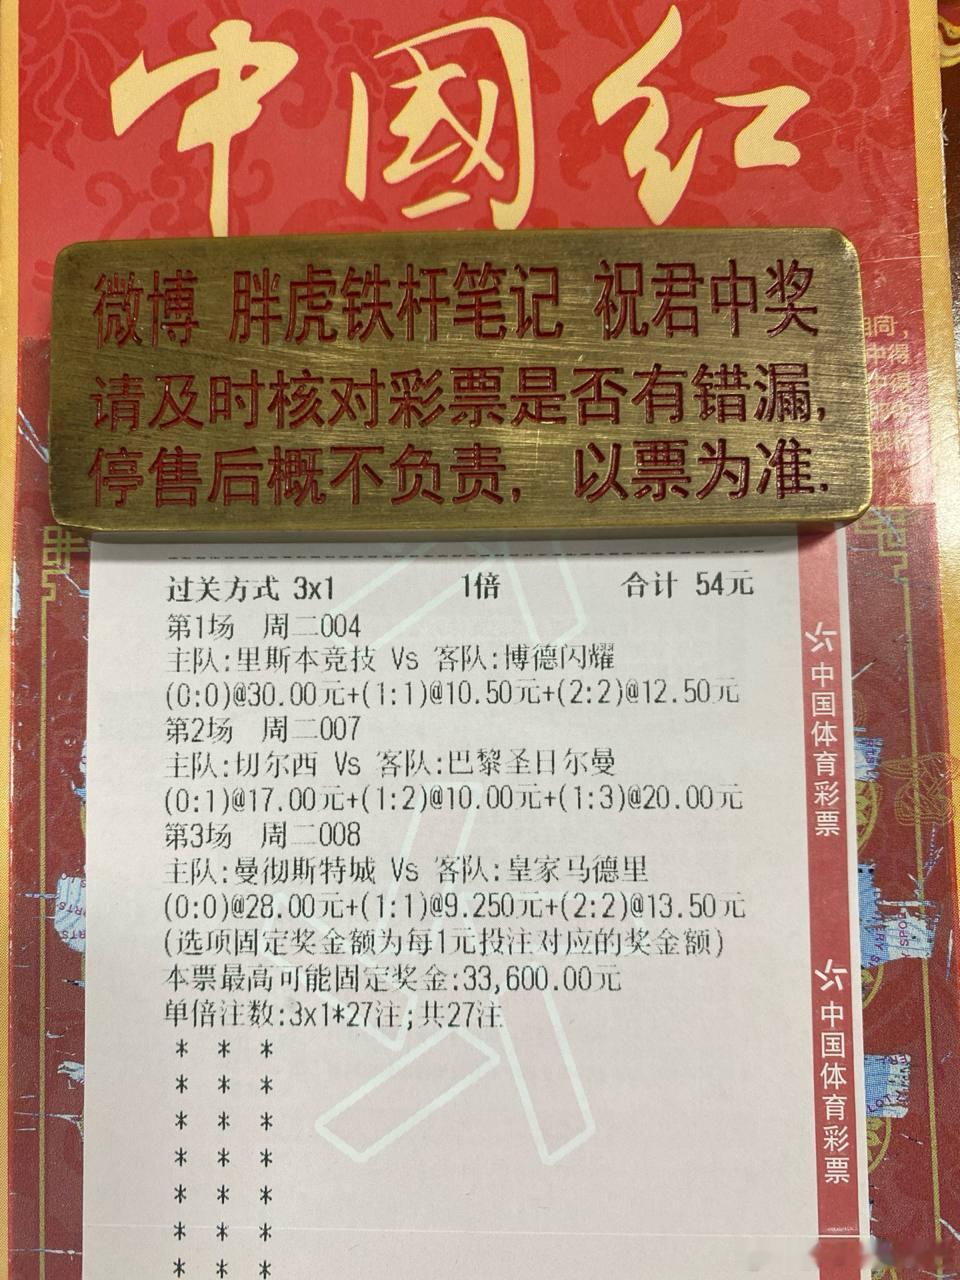 中國红
微博 胖虎铁杆笔记 祝君中奖
请及时核对彩票是否有错漏,
停售后概不负责, 以票为准.
过关方式 3x1 1倍 合计 54元
第1场 周二004
主队:里斯本竞技 Vs 客队:博德闪耀
(0:0)@30.00元+(1:1)@10.50元+(2:2)@12.50元
第2场 周二007
主队:切尔西 Vs 客队:巴黎圣日尔曼
(0:1)@17.00元+(1:2)@10.00元+(1:3)@20.00元
第3场 周二008
主队:曼彻斯特城 Vs 客队:皇家马德里
(0:0)@28.00元+(1:1)@9.250元+(2:2)@13.50元
(选项固定奖金额为每1元投注对应的奖金额)
本票最高可能固定奖金:33,600.00元
单倍注数:3x1*27注;共27注
* * *
* * *
* * *
* * *
* * *
* * *
* * *
中国体育彩票
中国体育彩票